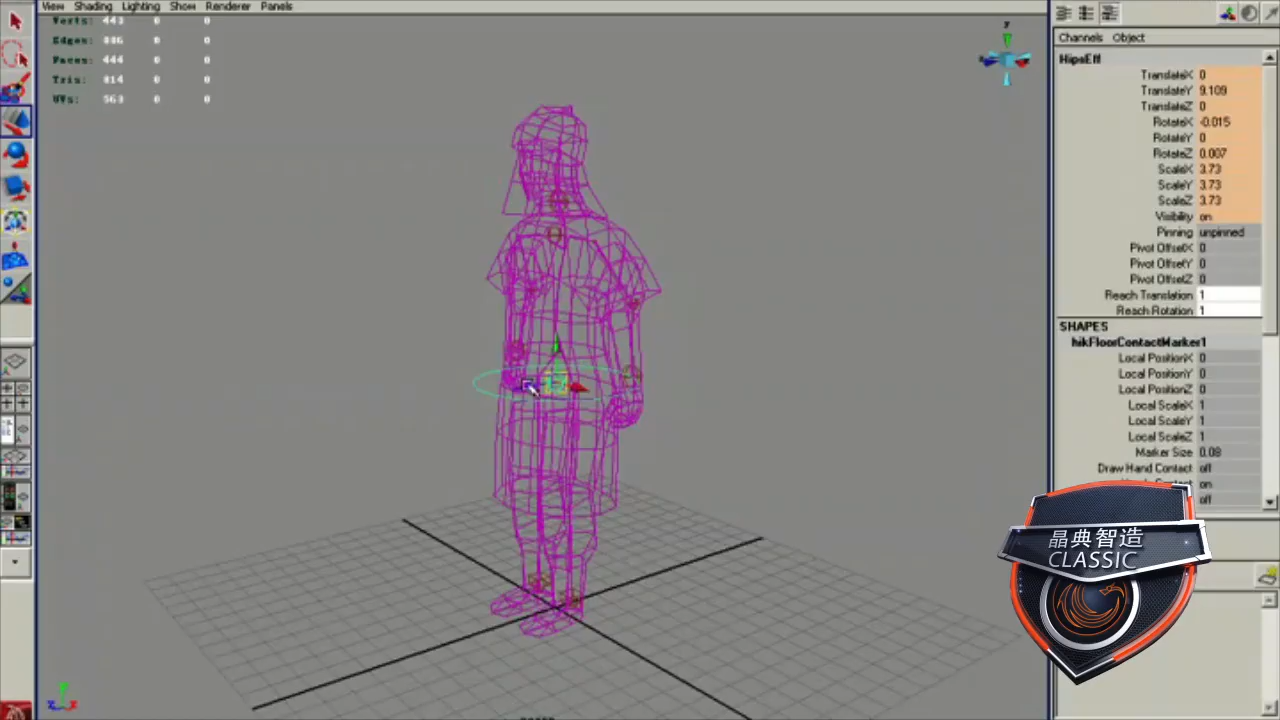 View Shading Lighting Show Renderer Panels
Verts: 443 0 0
Edges: 886 0 0
Faces: 444 0 0
Tris: 814 0 0
UVs: 563 0 0
y
z x
Channels Object
HipsEff
TranslateX 0
TranslateY 9.109
TranslateZ 0
RotateX -0.015
RotateY 0
RotateZ 0.007
ScaleX 3.73
ScaleY 3.73
ScaleZ 3.73
Visibility on
Pinning unpinned
Pivot OffsetX 0
Pivot OffsetY 0
Pivot OffsetZ 0
Reach Translation 1
Reach Rotation 1
SHAPES
hikFloorContactMarker1
Local PositionX 0
Local PositionY 0
Local PositionZ 0
Local ScaleX 1
Local ScaleY 1
Local ScaleZ 1
Marker Size 0.08
Draw Hand Contact off
on
off
晶典智造
CLASSIC